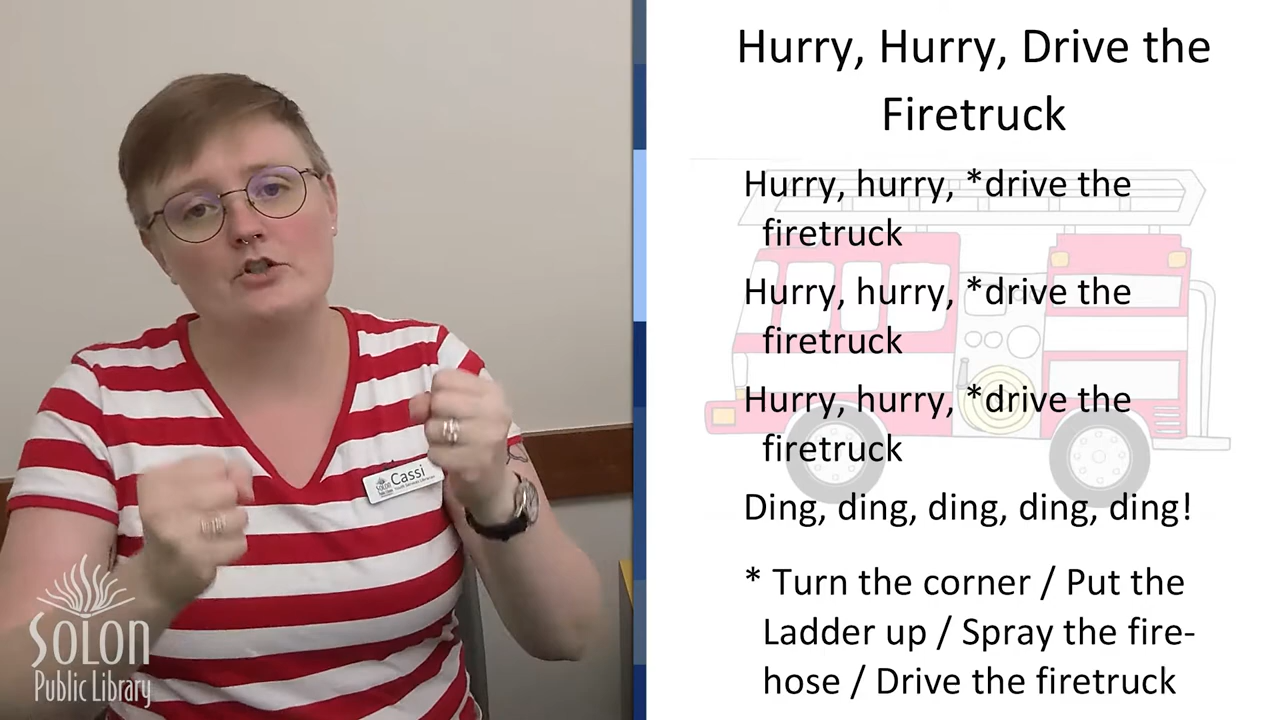 Hurry, Hurry, Drive the
Firetruck
Hurry, hurry, *drive the
firetruck
Hurry, hurry, *drive the
firetruck
Hurry, hurry, *drive the
firetruck
Ding, ding, ding, ding, ding!
* Turn the corner / Put the
Ladder up / Spray the fire-
hose / Drive the firetruck
Cassi
SOLON
Public Library